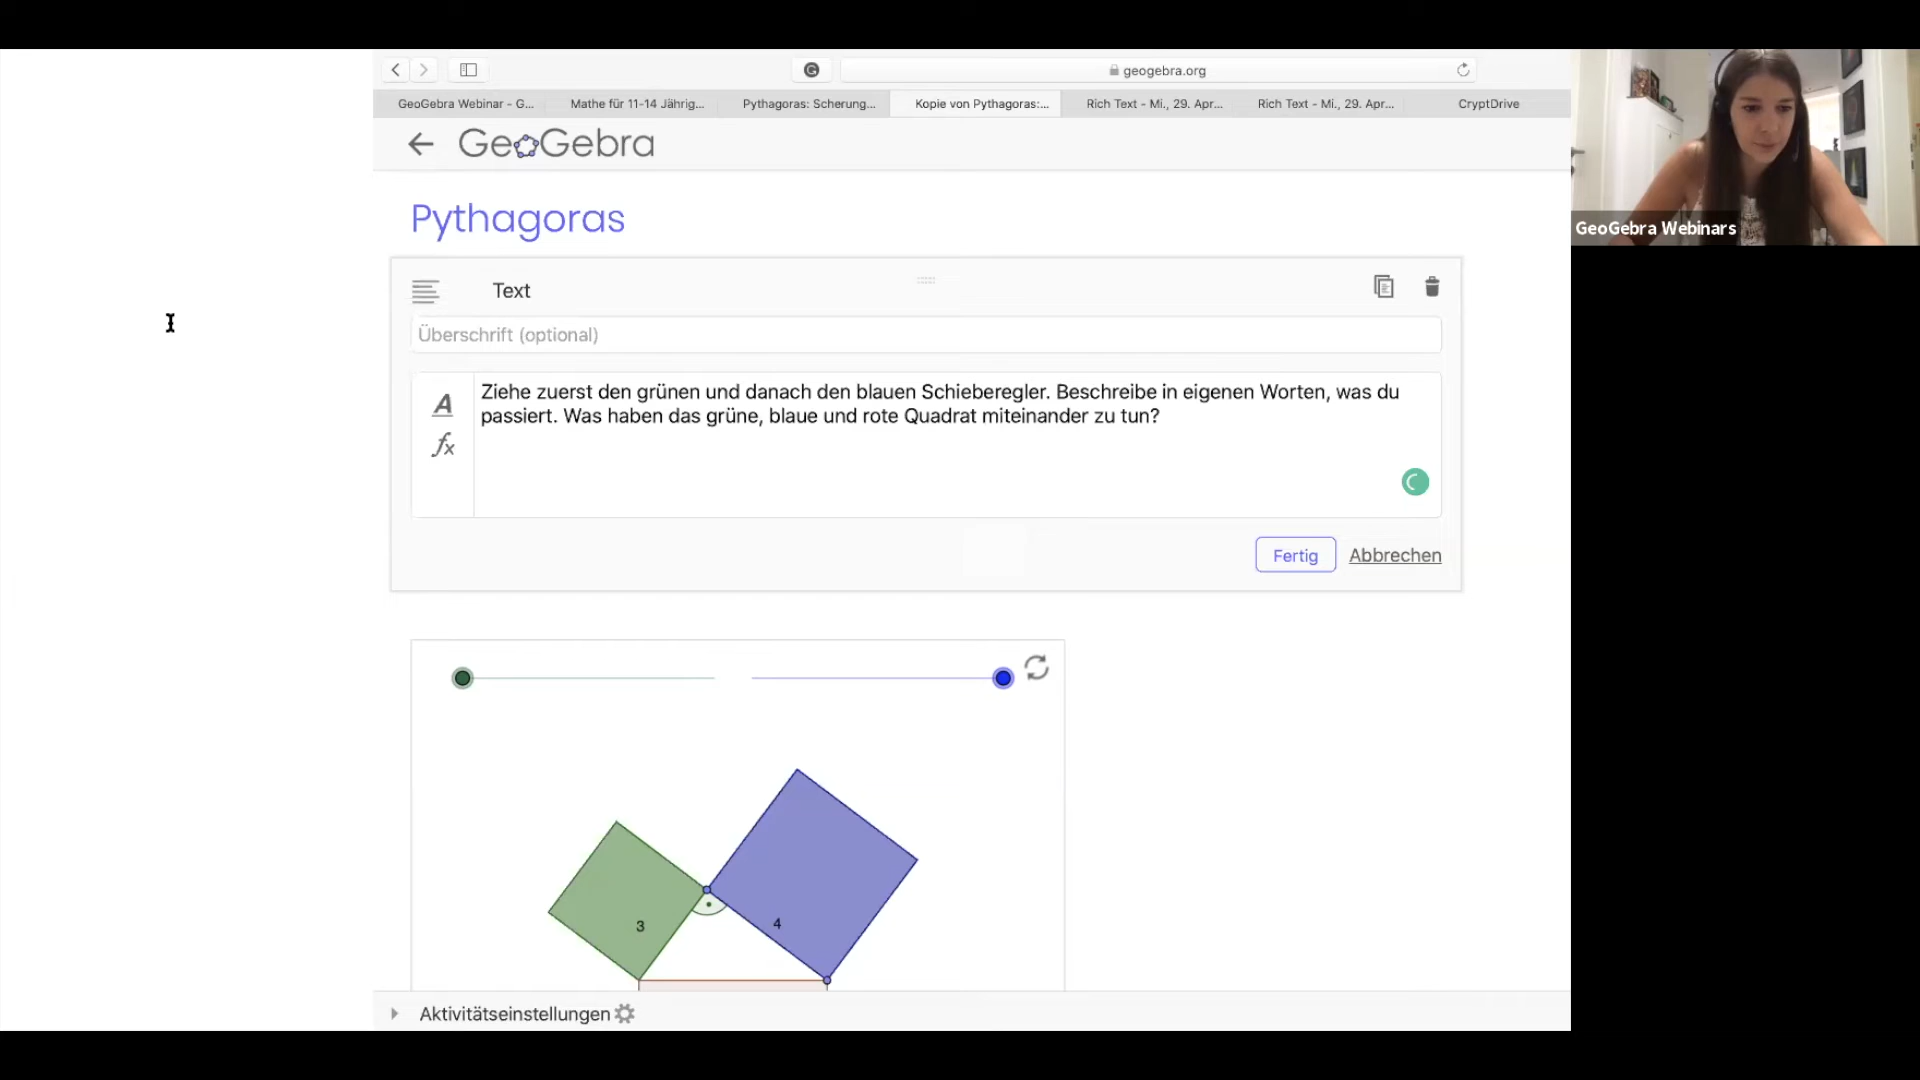 geogebra.org
GeoGebra Webinar - G...
Mathe für 11-14 Jährig...
Pythagoras: Scherung...
Kopie von Pythagoras:...
Rich Text - Mi., 29. Apr...
Rich Text - Mi., 29. Apr...
CryptDrive
GeoGebra
GeoGebra Webinars
Pythagoras
Text
Überschrift (optional)
Ziehe zuerst den grünen und danach den blauen Schieberegler. Beschreibe in eigenen Worten, was du
passiert. Was haben das grüne, blaue und rote Quadrat miteinander zu tun?
A
fx
Fertig
Abbrechen
3
4
Aktivitätseinstellungen